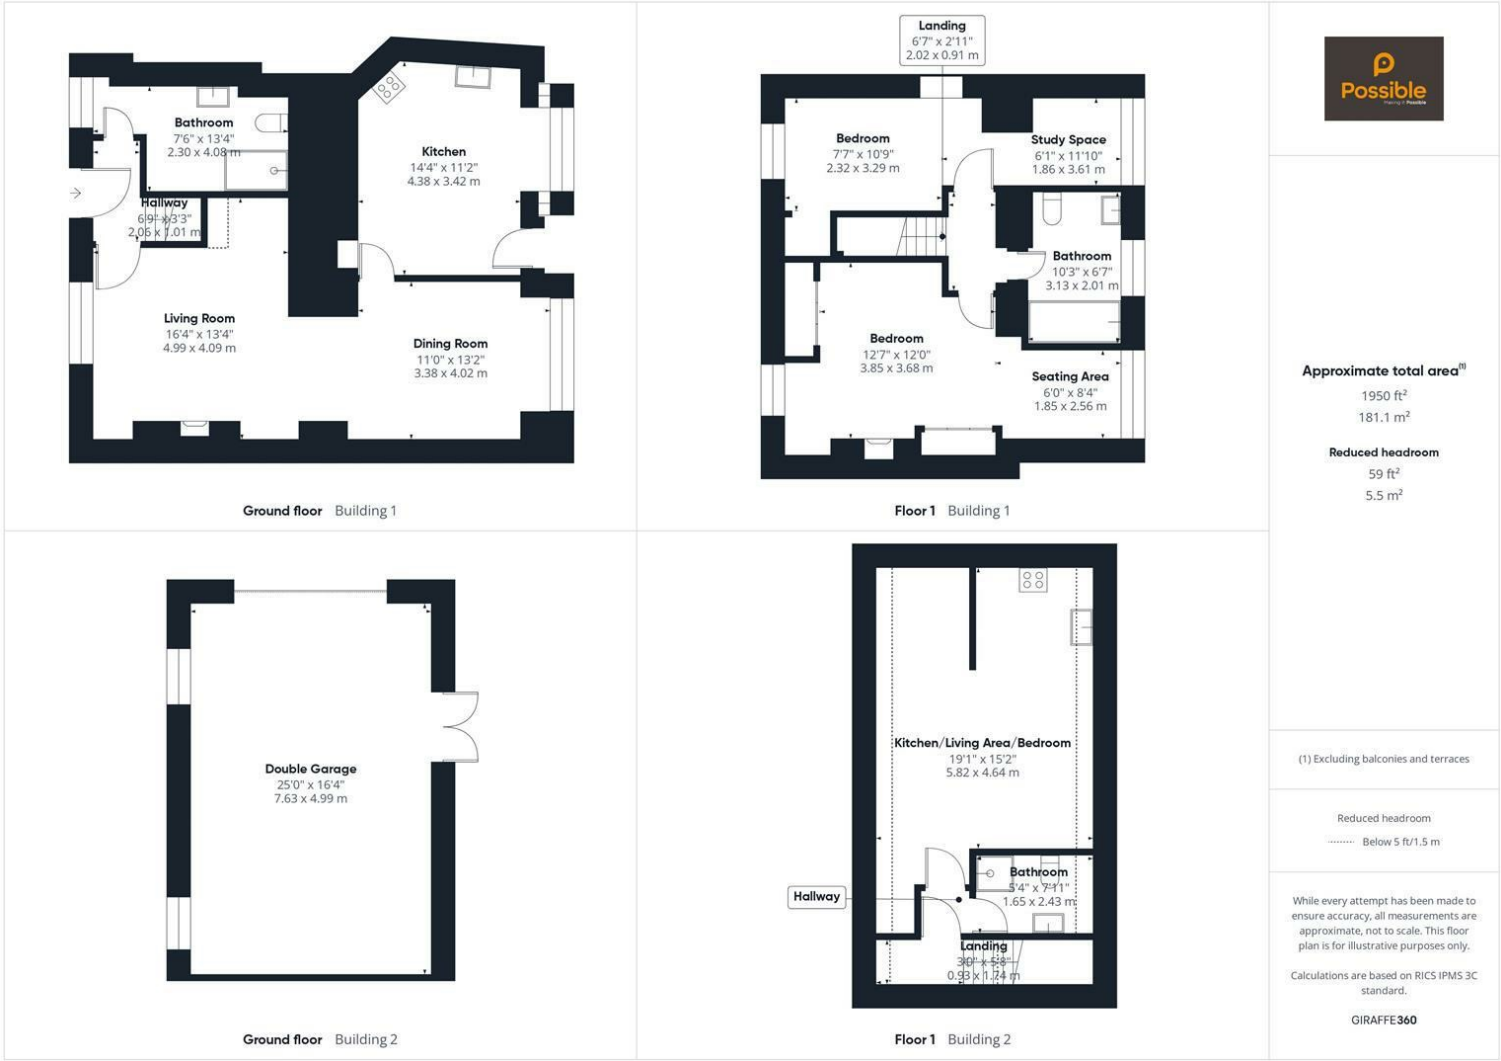 Bathroom
7'6" x 13'4"
2.30 x 4.08 m
Hallway
6'9" x 3'3"
2.06 x 1.01 m
Kitchen
14'4" x 11'2"
4.38 x 3.42 m
Living Room
16'4" x 13'4"
4.99 x 4.09 m
Dining Room
11'0" x 13'2"
3.38 x 4.02 m
Ground floor Building 1
Landing
6'7" x 2'11"
2.02 x 0.91 m
Bedroom
7'7" x 10'9"
2.32 x 3.29 m
Study Space
6'1" x 11'10"
1.86 x 3.61 m
Bathroom
10'3" x 6'7"
3.13 x 2.01 m
Bedroom
12'7" x 12'0"
3.85 x 3.68 m
Seating Area
6'0" x 8'4"
1.85 x 2.56 m
Floor 1 Building 1
Double Garage
25'0" x 16'4"
7.63 x 4.99 m
Ground floor Building 2
Kitchen/Living Area/Bedroom
19'1" x 15'2"
5.82 x 4.64 m
Bathroom
5'4" x 7'11"
1.65 x 2.43 m
Hallway
Landing
3'0" x 5'8"
0.93 x 1.74 m
Floor 1 Building 2
Possible
Making it Possible
Approximate total area(1)
1950 ft²
181.1 m²
Reduced headroom
59 ft²
5.5 m²
(1) Excluding balconies and terraces
Reduced headroom
Below 5 ft/1.5 m
While every attempt has been made to
ensure accuracy, all measurements are
approximate, not to scale. This floor
plan is for illustrative purposes only.
Calculations are based on RICS IPMS 3C
standard.
GIRAFFE360